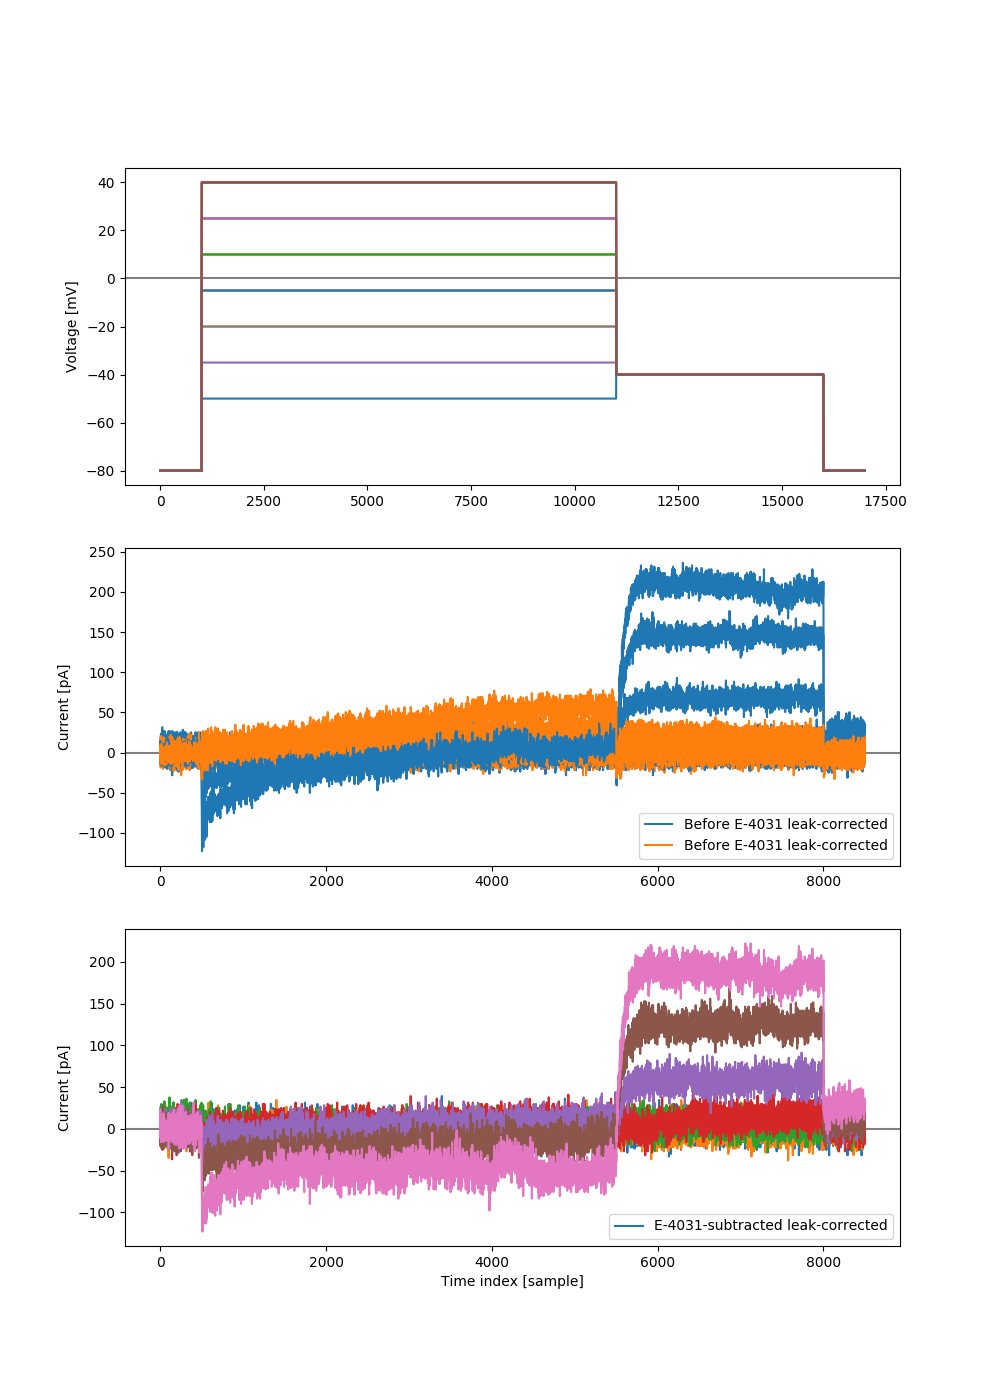 40
20
0
−20
−40
−60
−80
Voltage [mV]
0 2500 5000 7500 10000 12500 15000 17500
250
200
150
100
50
0
−50
−100
Current [pA]
Before E-4031 leak-corrected
Before E-4031 leak-corrected
0 2000 4000 6000 8000
200
150
100
50
0
−50
−100
Current [pA]
E-4031-subtracted leak-corrected
0 2000 4000 6000 8000
Time index [sample]